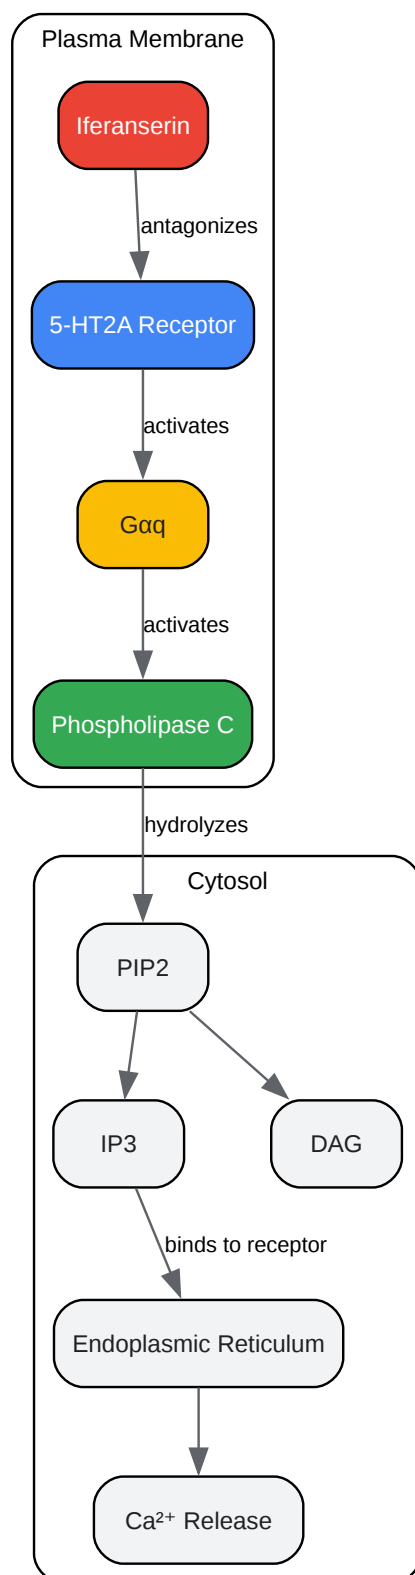 Plasma Membrane
Iferanserin
antagonizes
5-HT2A Receptor
activates
Gαq
activates
Phospholipase C
hydrolyzes
Cytosol
PIP2
IP3
DAG
binds to receptor
Endoplasmic Reticulum
Ca²⁺ Release